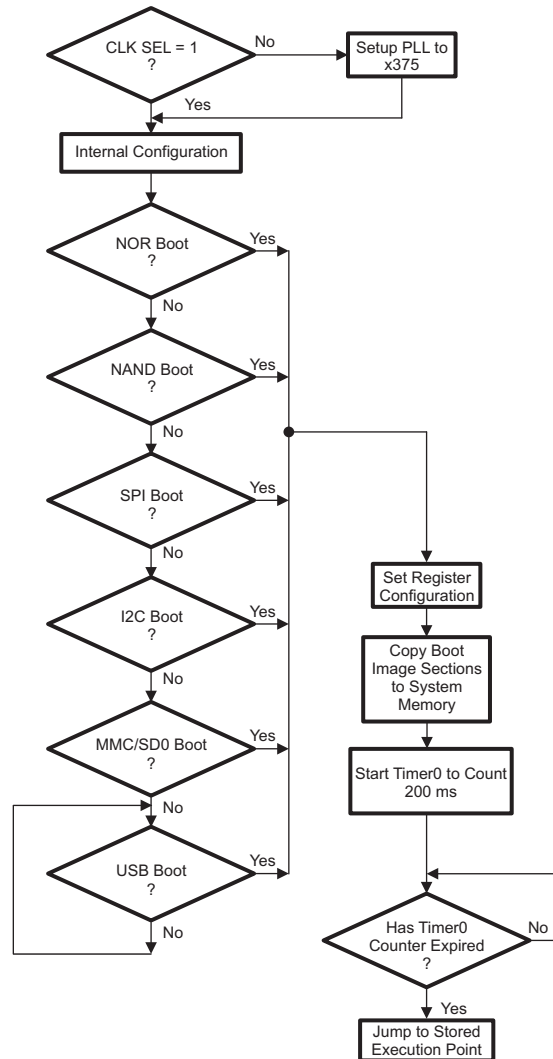 CLK SEL = 1
?
No
Setup PLL to
x375
Yes
Internal Configuration
NOR Boot
?
Yes
No
NAND Boot
?
Yes
No
SPI Boot
?
Yes
No
I2C Boot
?
Yes
No
MMC/SD0 Boot
?
Yes
No
USB Boot
?
Yes
No
Set Register
Configuration
Copy Boot
Image Sections
to System
Memory
Start Timer0 to Count
200 ms
Has Timer0
Counter Expired
?
No
Yes
Jump to Stored
Execution Point